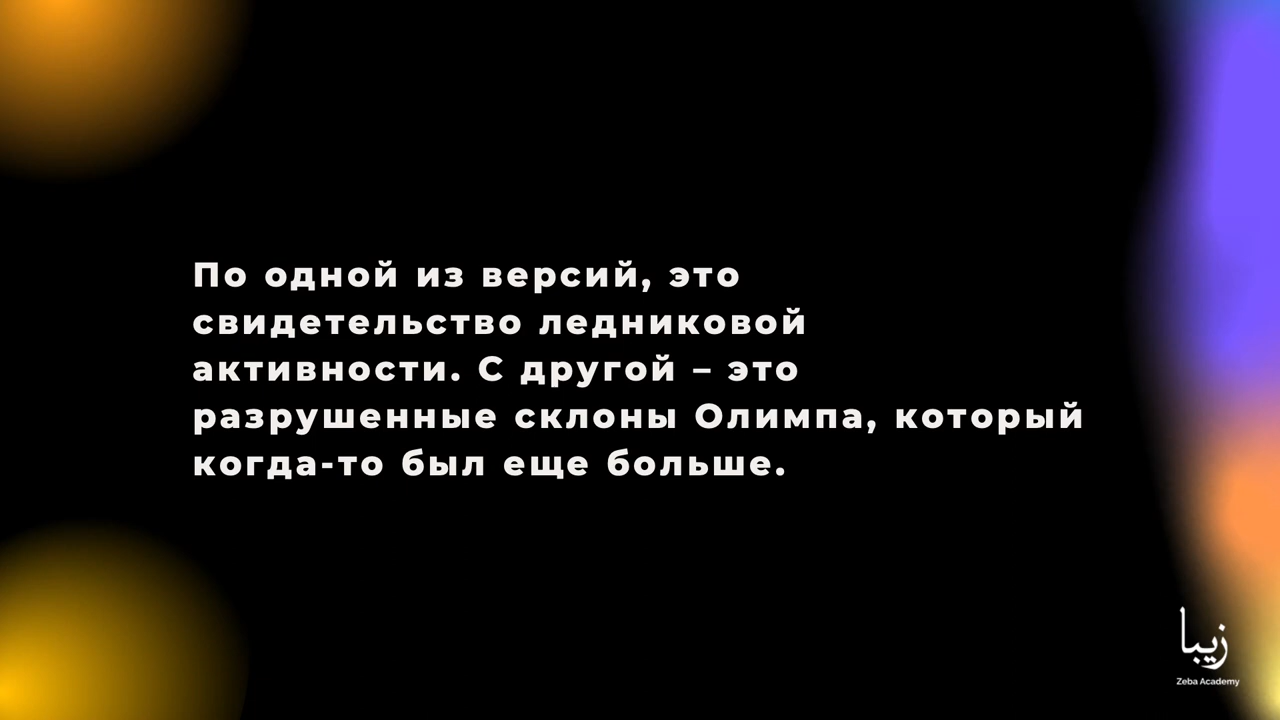 По одной из версий, это
свидетельство ледниковой
активности. С другой – это
разрушенные склоны Олимпа, который
когда-то был еще больше.
زيبا
Zeba Academy